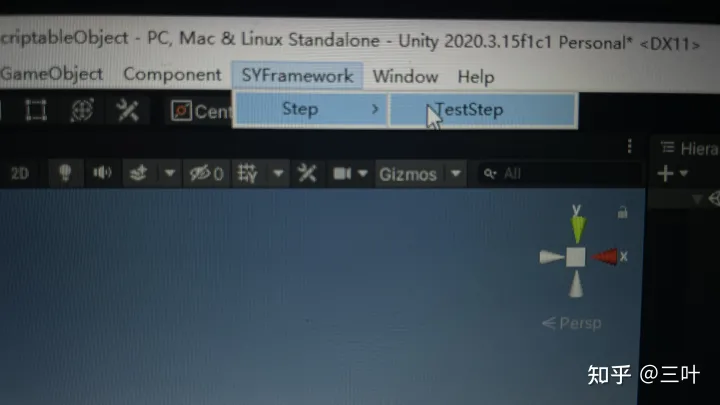 criptableObject - PC, Mac & Linux Standalone - Unity 2020.3.15f1c1 Personal* <DX11>
GameObject Component SYFramework Window Help
Cent
Step > TestStep
2D 0 Gizmos All
Hiera
y
x
Persp
知乎 @三叶